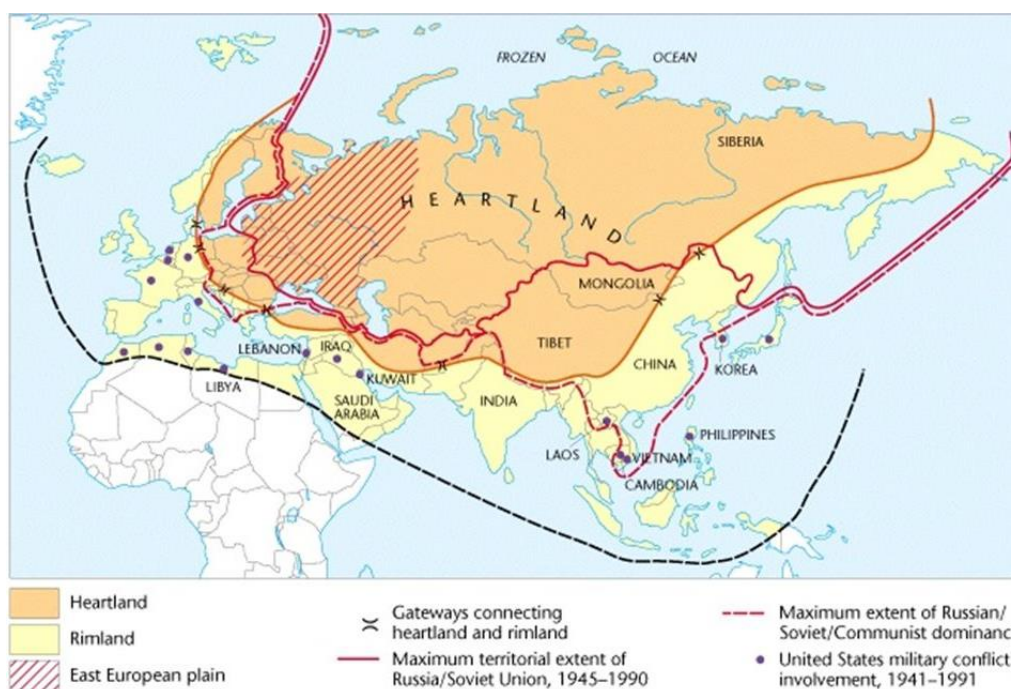 FROZEN OCEAN
SIBERIA
HEARTLAND
MONGOLIA
TIBET
CHINA
KOREA
LEBANON
IRAQ
KUWAIT
LIBYA
SAUDI
ARABIA
INDIA
PHILIPPINES
LAOS
VIETNAM
CAMBODIA
Heartland
Rimland
East European plain
Gateways connecting
heartland and rimland
Maximum territorial extent of
Russia/Soviet Union, 1945–1990
Maximum extent of Russian/
Soviet/Communist dominanc
United States military conflict
involvement, 1941–1991